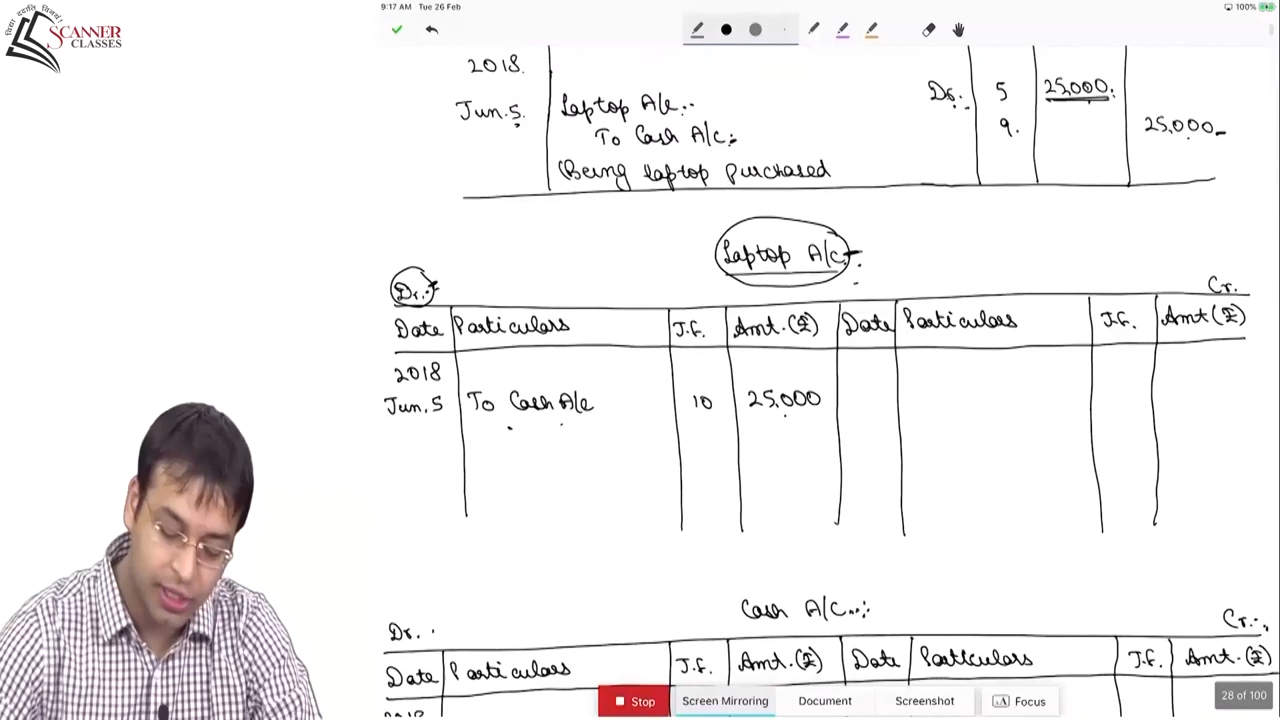 9:17 AM Tue 26 Feb
100%
विद्या ददाति विनयं
SCANNER
CLASSES
2018.
Jun.5. Laptop A/c.. Dr. 5 25,000
To Cash A/c 9. 25,000
(Being laptop purchased
Laptop A/c
Dr. Cr.
Date Particulars J.f. Amt.(₹) Date Particulars J.f. Amt(₹)
2018
Jun.5 To Cash A/c 10 25,000
Cash A/C
Dr. Cr.
Date Particulars J.f. Amt.(₹) Date Particulars J.f. Amt.(₹)
2018
Stop Screen Mirroring Document Screenshot Focus
28 of 100